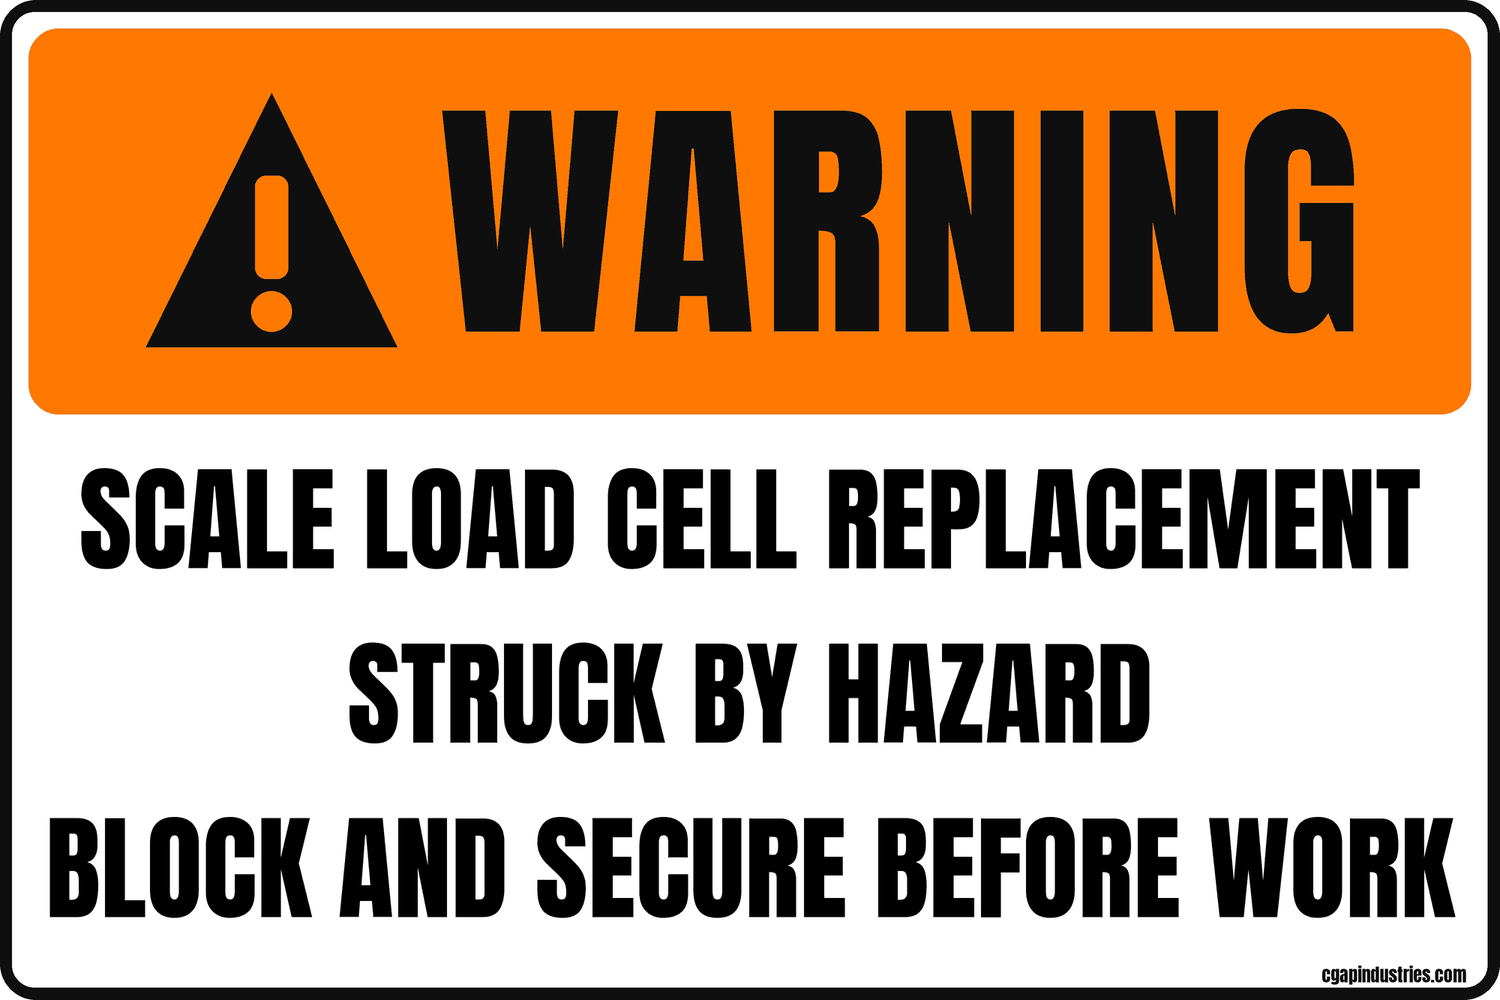 WARNING
SCALE LOAD CELL REPLACEMENT
STRUCK BY HAZARD
BLOCK AND SECURE BEFORE WORK
cgapindustries.com